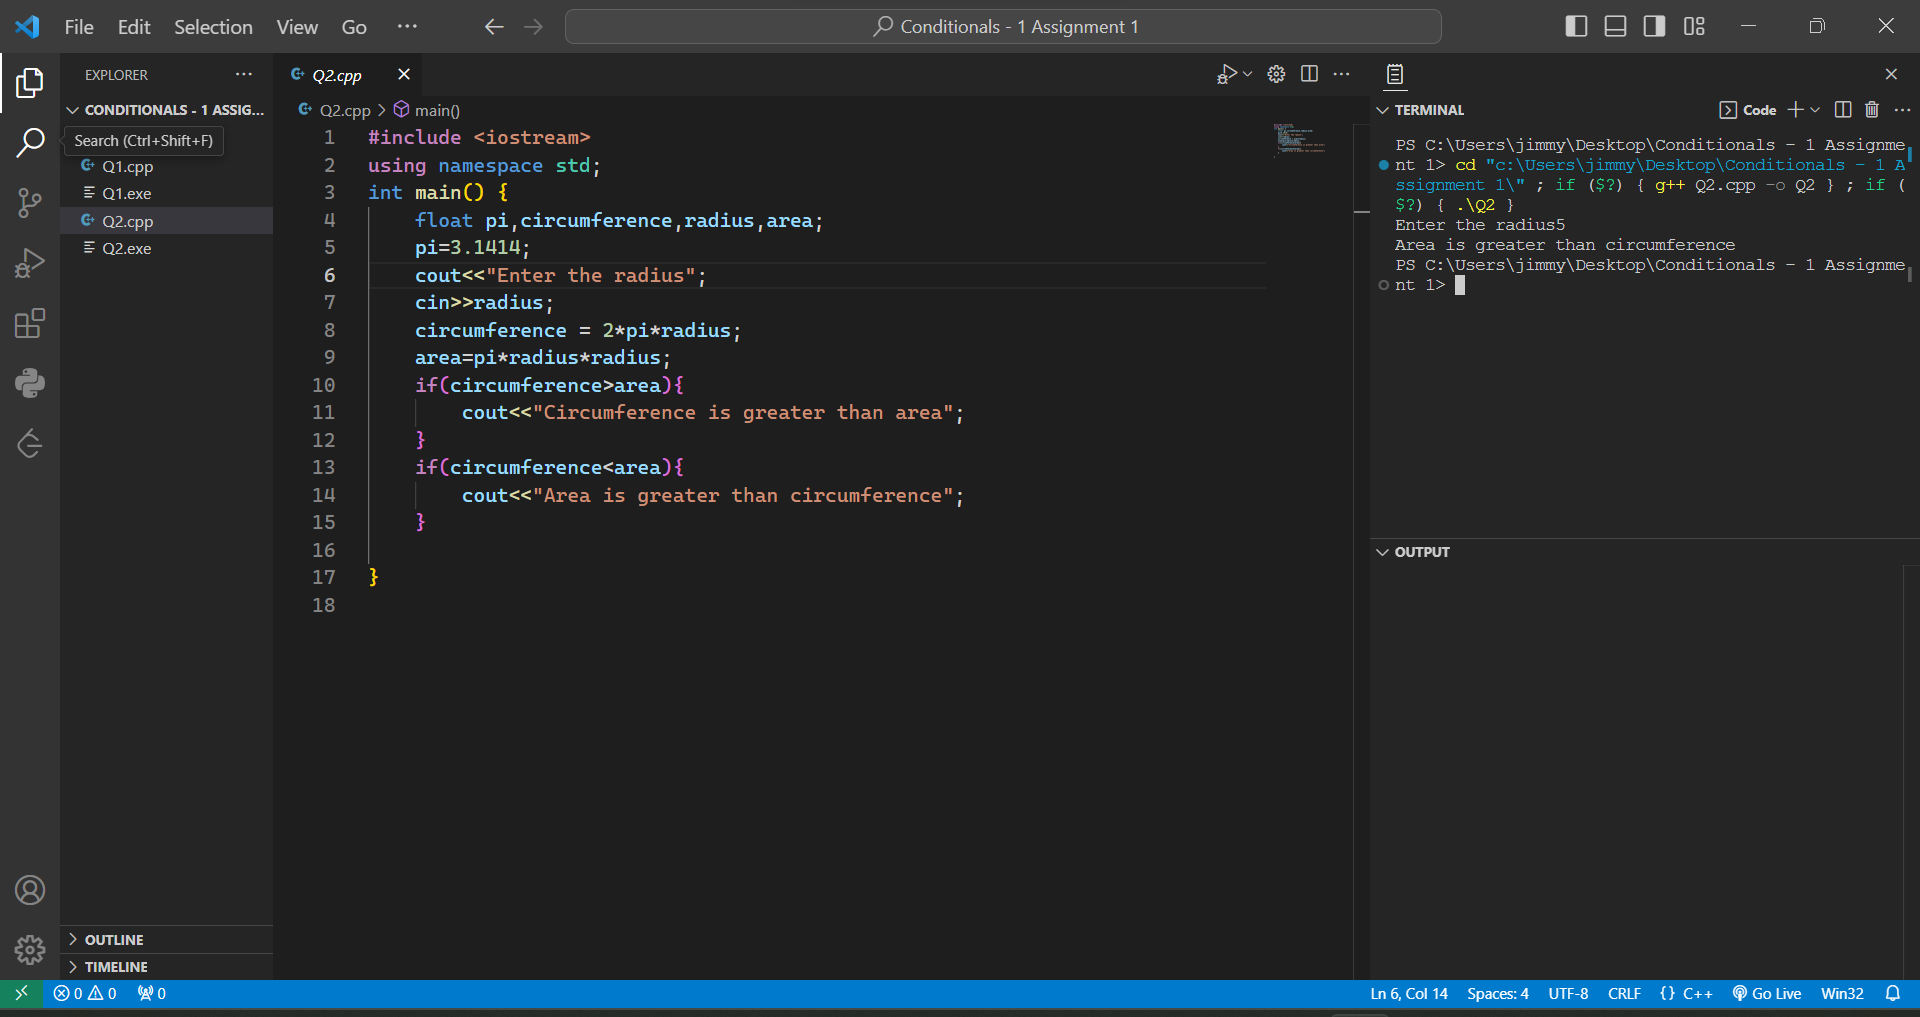 File Edit Selection View Go ···
Conditionals - 1 Assignment 1
EXPLORER ···
CONDITIONALS - 1 ASSIG...
Search (Ctrl+Shift+F)
Q1.cpp
Q1.exe
Q2.cpp
Q2.exe
OUTLINE
TIMELINE
Q2.cpp
Q2.cpp > main()
1 #include <iostream>
2 using namespace std;
3 int main() {
4 float pi,circumference,radius,area;
5 pi=3.1414;
6 cout<<"Enter the radius";
7 cin>>radius;
8 circumference = 2*pi*radius;
9 area=pi*radius*radius;
10 if(circumference>area){
11 cout<<"Circumference is greater than area";
12 }
13 if(circumference<area){
14 cout<<"Area is greater than circumference";
15 }
16
17 }
18
TERMINAL
Code
PS C:\Users\jimmy\Desktop\Conditionals - 1 Assignme
nt 1> cd "c:\Users\jimmy\Desktop\Conditionals - 1 A
ssignment 1\" ; if ($?) { g++ Q2.cpp -o Q2 } ; if (
$?) { .\Q2 }
Enter the radius5
Area is greater than circumference
PS C:\Users\jimmy\Desktop\Conditionals - 1 Assignme
nt 1>
OUTPUT
0 0 0
Ln 6, Col 14 Spaces: 4 UTF-8 CRLF {} C++ Go Live Win32